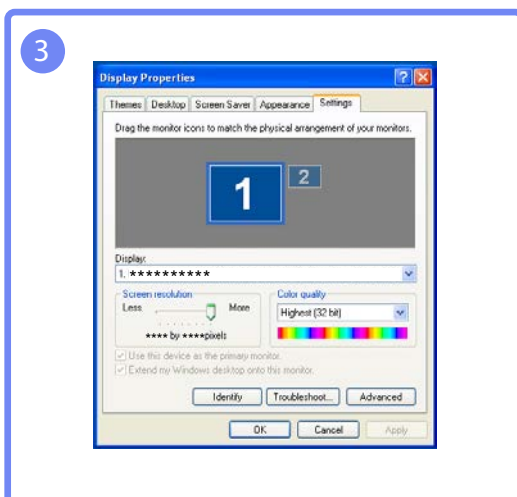 3
Display Properties
Themes Desktop Screen Saver Appearance Settings
Drag the monitor icons to match the physical arrangement of your monitors.
1 2
Display:
1. **********
Screen resolution Color quality
Less More Highest (32 bit)
**** by ****pixels
Use this device as the primary monitor.
Extend my Windows desktop onto this monitor.
Identify Troubleshoot... Advanced
OK Cancel Apply